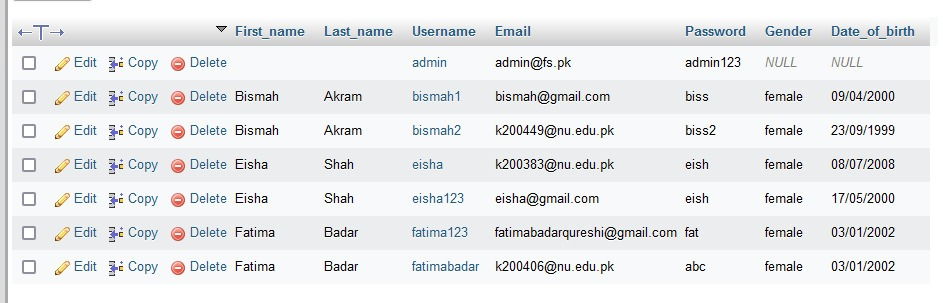 ←T→ First_name Last_name Username Email Password Gender Date_of_birth
Edit Copy Delete admin admin@fs.pk admin123 NULL NULL
Edit Copy Delete Bismah Akram bismah1 bismah@gmail.com biss female 09/04/2000
Edit Copy Delete Bismah Akram bismah2 k200449@nu.edu.pk biss2 female 23/09/1999
Edit Copy Delete Eisha Shah eisha k200383@nu.edu.pk eish female 08/07/2008
Edit Copy Delete Eisha Shah eisha123 eisha@gmail.com eish female 17/05/2000
Edit Copy Delete Fatima Badar fatima123 fatimabadarqureshi@gmail.com fat female 03/01/2002
Edit Copy Delete Fatima Badar fatimabadar k200406@nu.edu.pk abc female 03/01/2002